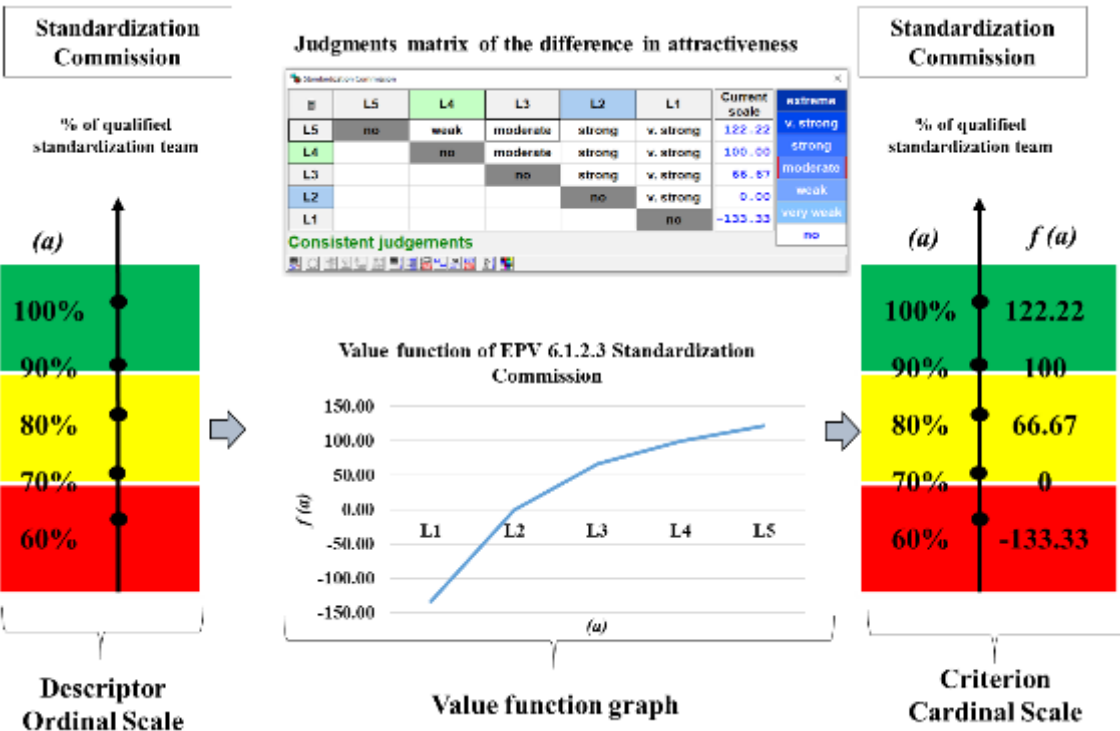 Standardization
Commission
% of qualified
standardization team
(a)
100%
90%
80%
70%
60%
Descriptor
Ordinal Scale
Judgments matrix of the difference in attractiveness
Standardization Commission
L5 L4 L3 L2 L1 Current scale
L5 no weak moderate strong v. strong 122.22
L4 no moderate strong v. strong 100.00
L3 no strong v. strong 66.67
L2 no v. strong 0.00
L1 no -133.33
extreme
v. strong
strong
moderate
weak
very weak
no
Consistent judgements
Value function of EPV 6.1.2.3 Standardization
Commission
150.00
100.00
50.00
0.00
-50.00
-100.00
-150.00
f (a)
L1 L2 L3 L4 L5
(a)
Value function graph
Standardization
Commission
% of qualified
standardization team
(a) f (a)
100% 122.22
90% 100
80% 66.67
70% 0
60% -133.33
Criterion
Cardinal Scale